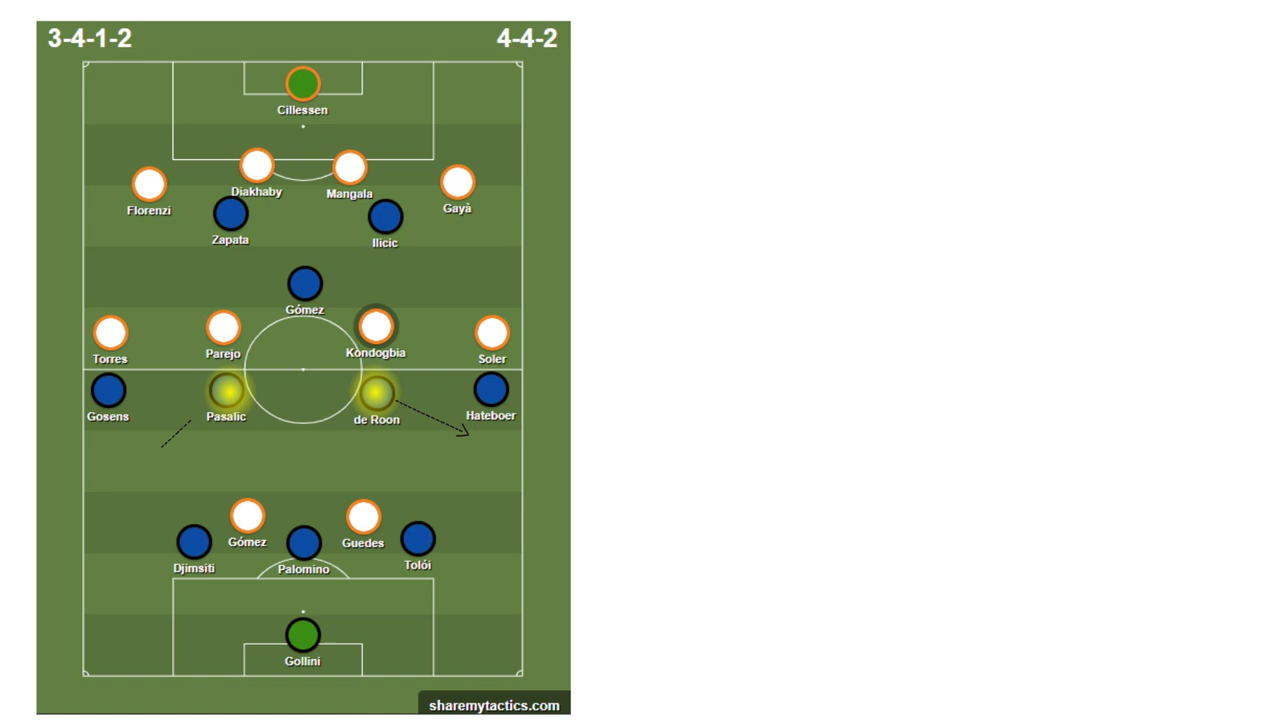 3-4-1-2 4-4-2
Cillessen
Diakhaby Mangala
Florenzi Gayà
Zapata Ilicic
Gómez
Torres Parejo Kondogbia Soler
Gosens Pasalic de Roon Hateboer
Gómez Guedes
Djimsiti Palomino Tolói
Gollini
sharemytactics.com